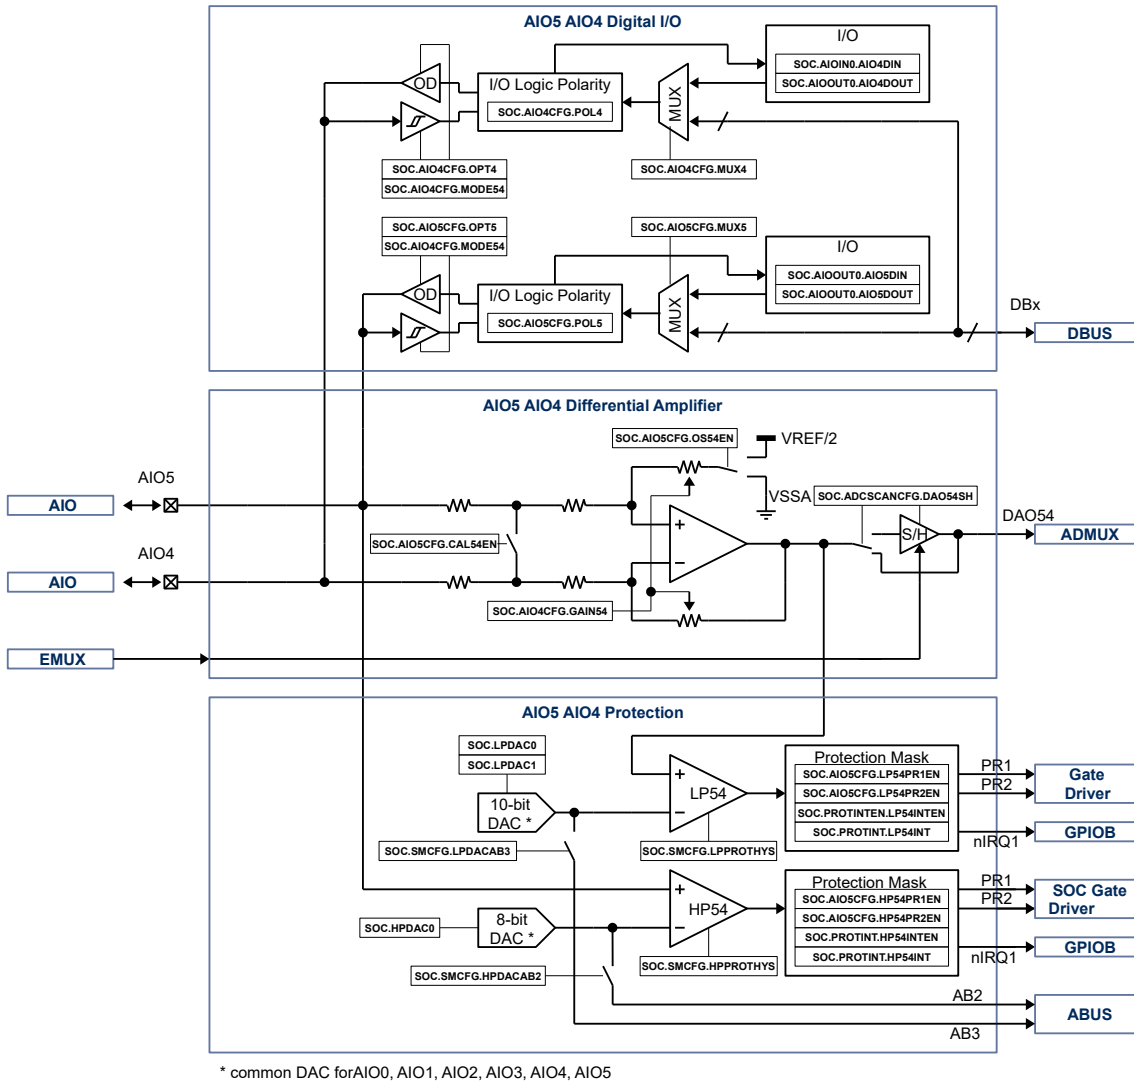 AIO5 AIO4 Digital I/O
I/O
SOC.AIOIN0.AIO4DIN
SOC.AIOOUT0.AIO4DOUT
OD
I/O Logic Polarity
SOC.AIO4CFG.POL4
MUX
SOC.AIO4CFG.OPT4
SOC.AIO4CFG.MODE54
SOC.AIO4CFG.MUX4
SOC.AIO5CFG.OPT5
SOC.AIO4CFG.MODE54
SOC.AIO5CFG.MUX5
I/O
SOC.AIOOUT0.AIO5DIN
SOC.AIOOUT0.AIO5DOUT
OD
I/O Logic Polarity
SOC.AIO5CFG.POL5
MUX
DBx
DBUS
AIO5 AIO4 Differential Amplifier
SOC.AIO5CFG.OS54EN
VREF/2
VSSA
SOC.ADCSCANCFG.DAO54SH
AIO5
AIO
+
S/H
DAO54
ADMUX
SOC.AIO5CFG.CAL54EN
AIO4
AIO
−
SOC.AIO4CFG.GAIN54
EMUX
AIO5 AIO4 Protection
SOC.LPDAC0
SOC.LPDAC1
10-bit
DAC *
+
LP54
−
Protection Mask
SOC.AIO5CFG.LP54PR1EN
SOC.AIO5CFG.LP54PR2EN
SOC.PROTINTEN.LP54INTEN
SOC.PROTINT.LP54INT
PR1
PR2
nIRQ1
Gate
Driver
GPIOB
SOC.SMCFG.LPDACAB3
SOC.SMCFG.LPPROTHYS
SOC.HPDAC0
8-bit
DAC *
+
HP54
−
Protection Mask
SOC.AIO5CFG.HP54PR1EN
SOC.AIO5CFG.HP54PR2EN
SOC.PROTINT.HP54INTEN
SOC.PROTINT.HP54INT
PR1
PR2
nIRQ1
SOC Gate
Driver
GPIOB
SOC.SMCFG.HPDACAB2
SOC.SMCFG.HPPROTHYS
AB2
AB3
ABUS
* common DAC forAIO0, AIO1, AIO2, AIO3, AIO4, AIO5